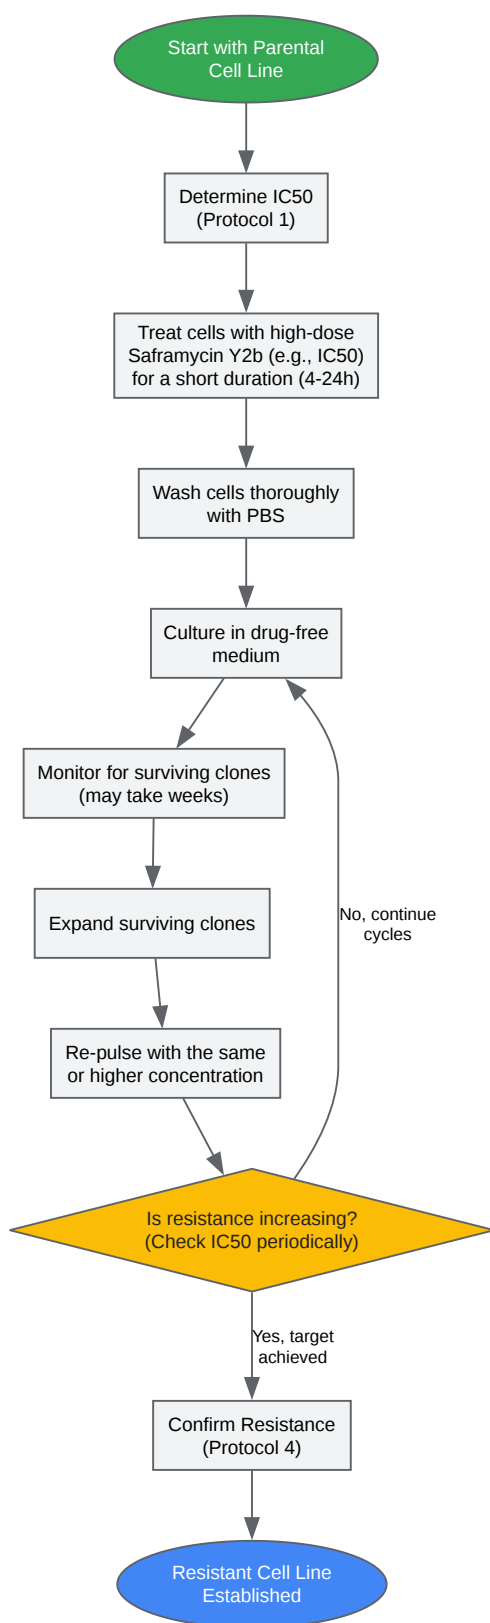 Start with Parental
Cell Line
Determine IC50
(Protocol 1)
Treat cells with high-dose
Saframycin Y2b (e.g., IC50)
for a short duration (4-24h)
Wash cells thoroughly
with PBS
Culture in drug-free
medium
Monitor for surviving clones
(may take weeks)
Expand surviving clones
No, continue
cycles
Re-pulse with the same
or higher concentration
Is resistance increasing?
(Check IC50 periodically)
Yes, target
achieved
Confirm Resistance
(Protocol 4)
Resistant Cell Line
Established